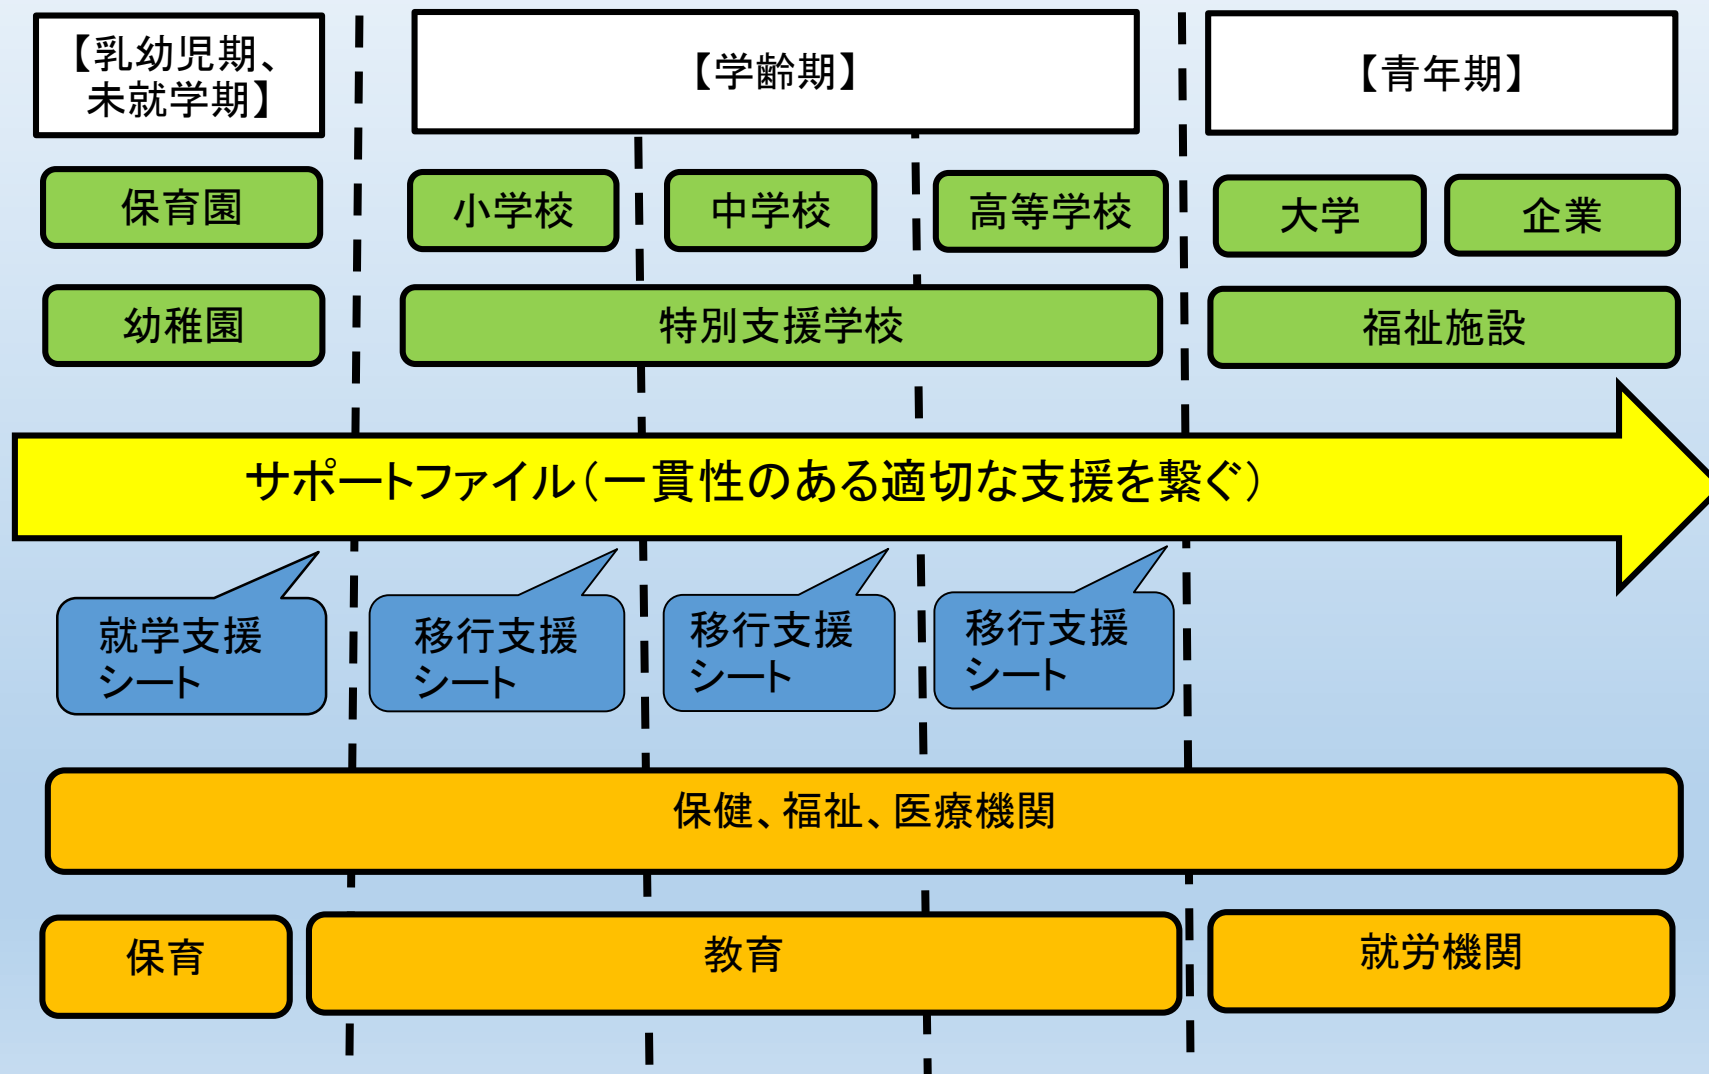 【乳幼児期、
未就学期】
【学齢期】
【青年期】
保育園
小学校
中学校
高等学校
大学
企業
幼稚園
特別支援学校
福祉施設
サポートファイル（一貫性のある適切な支援を繋ぐ）
就学支援
シート
移行支援
シート
移行支援
シート
移行支援
シート
保健、福祉、医療機関
保育
教育
就労機関